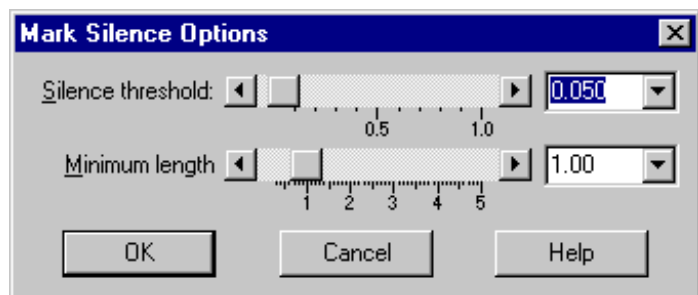 Mark Silence Options
Silence threshold: 0.050
0.5 1.0
Minimum length 1.00
1 2 3 4 5
OK Cancel Help